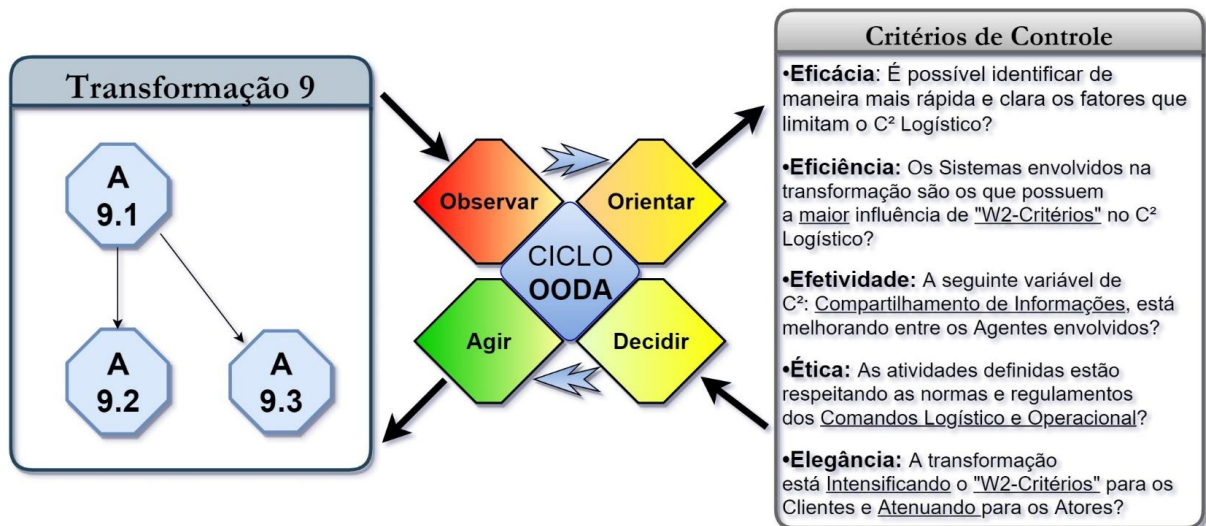 Transformação 9
A
9.1
A
9.2
A
9.3
Observar
Orientar
CICLO
OODA
Agir
Decidir
Critérios de Controle
•Eficácia: É possível identificar de
maneira mais rápida e clara os fatores que
limitam o C² Logístico?
•Eficiência: Os Sistemas envolvidos na
transformação são os que possuem
a maior influência de "W2-Critérios" no C²
Logístico?
•Efetividade: A seguinte variável de
C²: Compartilhamento de Informações, está
melhorando entre os Agentes envolvidos?
•Ética: As atividades definidas estão
respeitando as normas e regulamentos
dos Comandos Logístico e Operacional?
•Elegância: A transformação
está Intensificando o "W2-Critérios" para os
Clientes e Atenuando para os Atores?